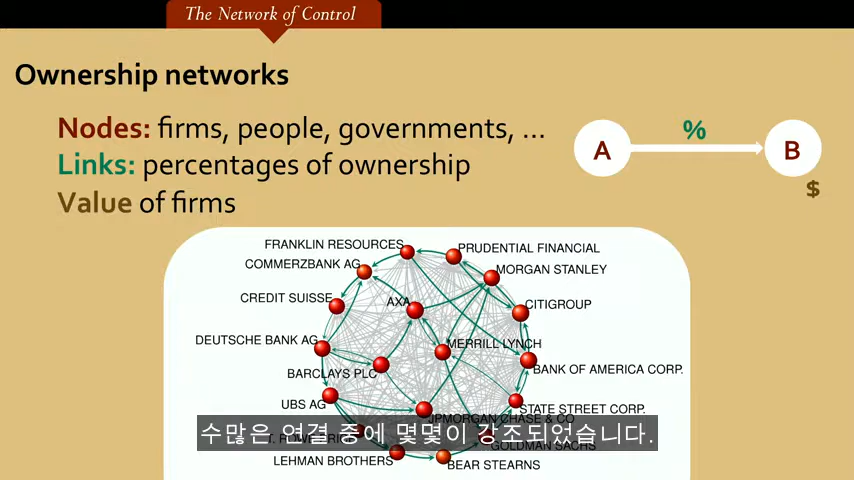 The Network of Control
Ownership networks
Nodes: firms, people, governments, ...
Links: percentages of ownership
Value of firms
A
%
B
$
FRANKLIN RESOURCES
PRUDENTIAL FINANCIAL
COMMERZBANK AG
MORGAN STANLEY
CREDIT SUISSE
AXA
CITIGROUP
DEUTSCHE BANK AG
MERRILL LYNCH
BARCLAYS PLC
BANK OF AMERICA CORP.
UBS AG
STATE STREET CORP.
JPMORGAN CHASE & CO
수많은 연결 중에 몇몇이 강조되었습니다.
GOLDMAN SACHS
LEHMAN BROTHERS
BEAR STEARNS